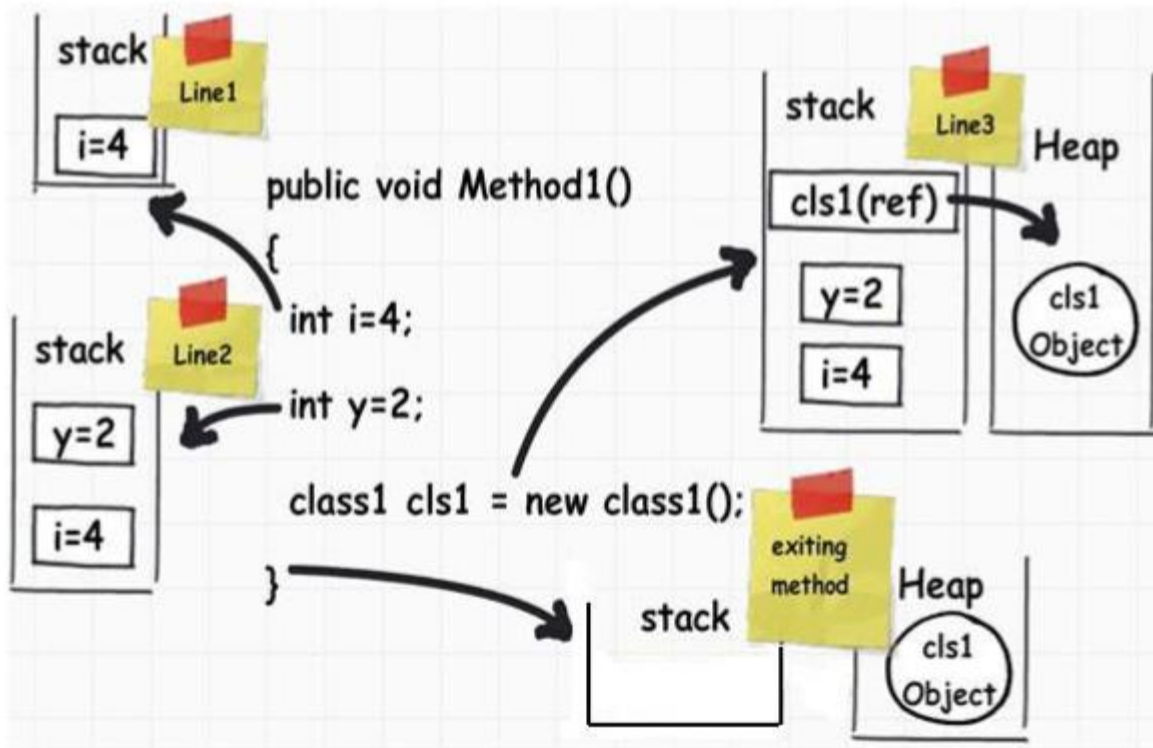 stack
Line1
i=4
public void Method1()
{
int i=4;
stack
Line2
int y=2;
y=2
i=4
class1 cls1 = new class1();
}
stack
Line3
Heap
cls1(ref)
y=2
i=4
cls1
Object
exiting
method
stack
Heap
cls1
Object